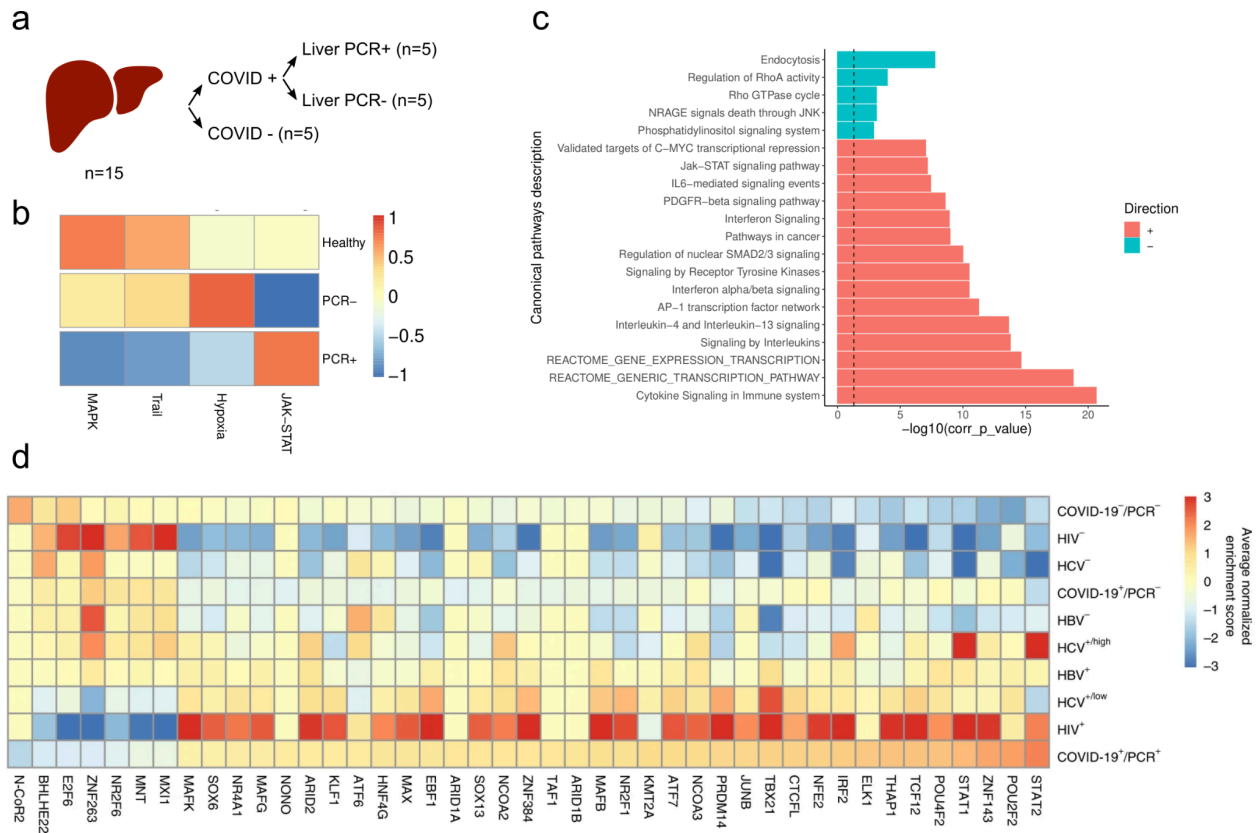 a
Liver PCR+ (n=5)
COVID +
Liver PCR- (n=5)
COVID - (n=5)
n=15
b
Healthy
PCR−
PCR+
MAPK
Trail
Hypoxia
JAK−STAT
1
0.5
0
−0.5
−1
c
Canonical pathways description
Endocytosis
Regulation of RhoA activity
Rho GTPase cycle
NRAGE signals death through JNK
Phosphatidylinositol signaling system
Validated targets of C−MYC transcriptional repression
Jak−STAT signaling pathway
IL6−mediated signaling events
PDGFR−beta signaling pathway
Interferon Signaling
Pathways in cancer
Regulation of nuclear SMAD2/3 signaling
Signaling by Receptor Tyrosine Kinases
Interferon alpha/beta signaling
AP−1 transcription factor network
Interleukin−4 and Interleukin−13 signaling
Signaling by Interleukins
REACTOME_GENE_EXPRESSION_TRANSCRIPTION
REACTOME_GENERIC_TRANSCRIPTION_PATHWAY
Cytokine Signaling in Immune system
0
5
10
15
20
−log10(corr_p_value)
Direction
+
−
d
COVID-19⁻/PCR⁻
HIV⁻
HCV⁻
COVID-19⁺/PCR⁻
HBV⁻
HCV⁺/high
HBV⁺
HCV⁺/low
HIV⁺
COVID-19⁺/PCR⁺
N-CoR2
BHLHE22
E2F6
ZNF263
NR2F6
MNT
MXI1
MAFK
SOX6
NR4A1
MAFG
NONO
ARID2
KLF1
ATF6
HNF4G
MAX
EBF1
ARID1A
SOX13
NCOA2
ZNF384
TAF1
ARID1B
MAFB
NR2F1
KMT2A
ATF7
NCOA3
PRDM14
JUNB
TBX21
CTCFL
NFE2
IRF2
ELK1
THAP1
TCF12
POU4F2
STAT1
ZNF143
POU2F2
STAT2
3
2
1
0
−1
−2
−3
Average normalized
enrichment score